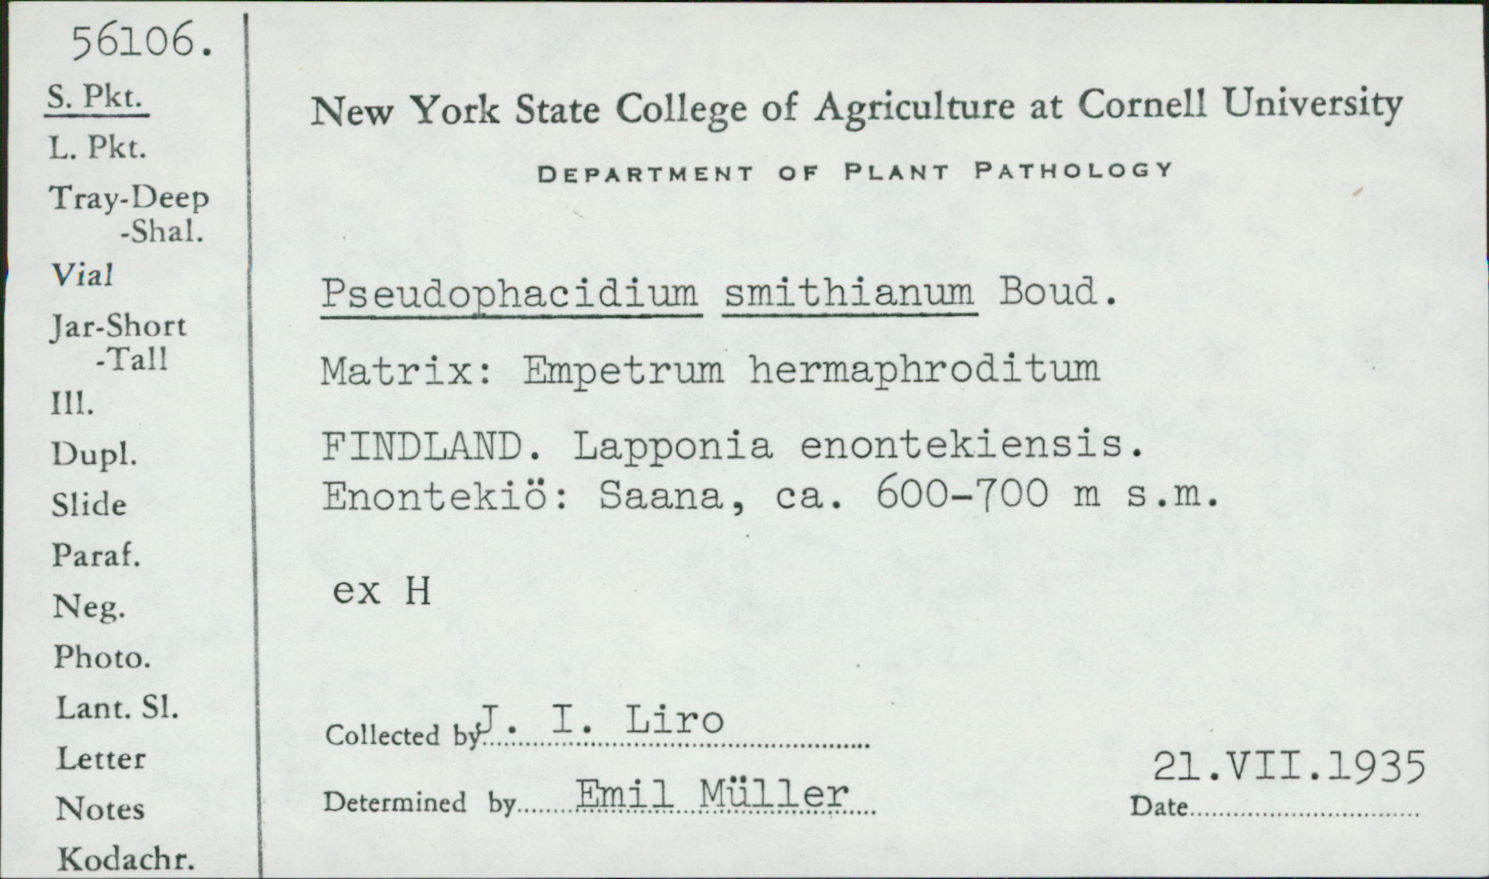 56106.
S. Pkt.
L. Pkt.
Tray-Deep
-Shal.
Vial
Jar-Short
-Tall
Ill.
Dupl.
Slide
Paraf.
Neg.
Photo.
Lant. Sl.
Letter
Notes
Kodachr.
New York State College of Agriculture at Cornell University
DEPARTMENT OF PLANT PATHOLOGY
Pseudophacidium smithianum Boud.
Matrix: Empetrum hermaphroditum
FINDLAND. Lapponia enontekiensis.
Enontekiö: Saana, ca. 600-700 m s.m.
ex H
Collected by J. I. Liro
Determined by Emil Müller
21.VII.1935
Date